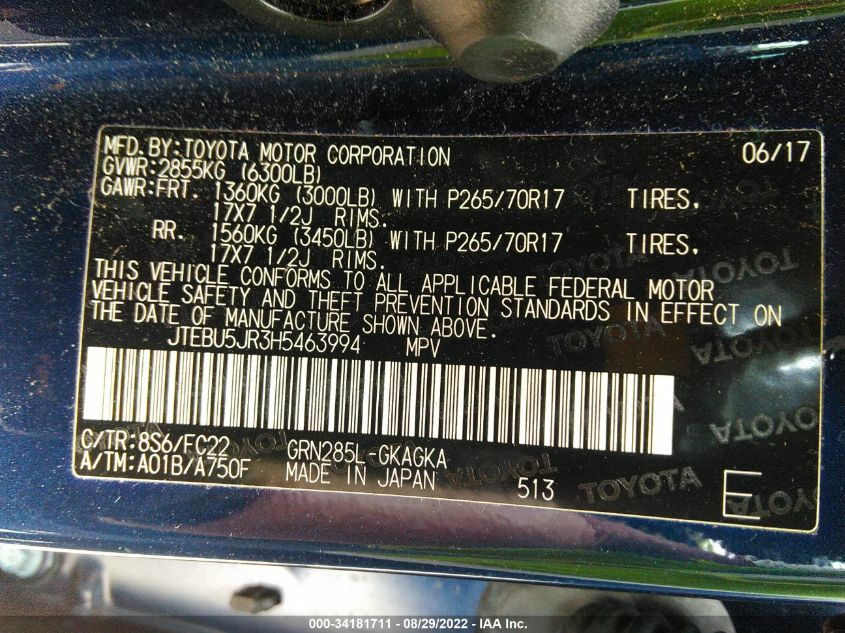 MFD.BY:TOYOTA MOTOR CORPORATION 06/17
GVWR:2855KG (6300LB)
GAWR:FRT. 1360KG (3000LB) WITH P265/70R17 TIRES.
17X7 1/2J RIMS.
RR. 1560KG (3450LB) WITH P265/70R17 TIRES.
17X7 1/2J RIMS.
THIS VEHICLE CONFORMS TO ALL APPLICABLE FEDERAL MOTOR
VEHICLE SAFETY AND THEFT PREVENTION STANDARDS IN EFFECT ON
THE DATE OF MANUFACTURE SHOWN ABOVE.
JTEBU5JR3H5463994 MPV
C/TR:8S6/FC22 GRN285L-GKAGKA
A/TM:A01B/A750F MADE IN JAPAN 513 E
TOYOTA
TOYOTA
TOYOTA
TOYOTA
000-34181711 - 08/29/2022 - IAA Inc.